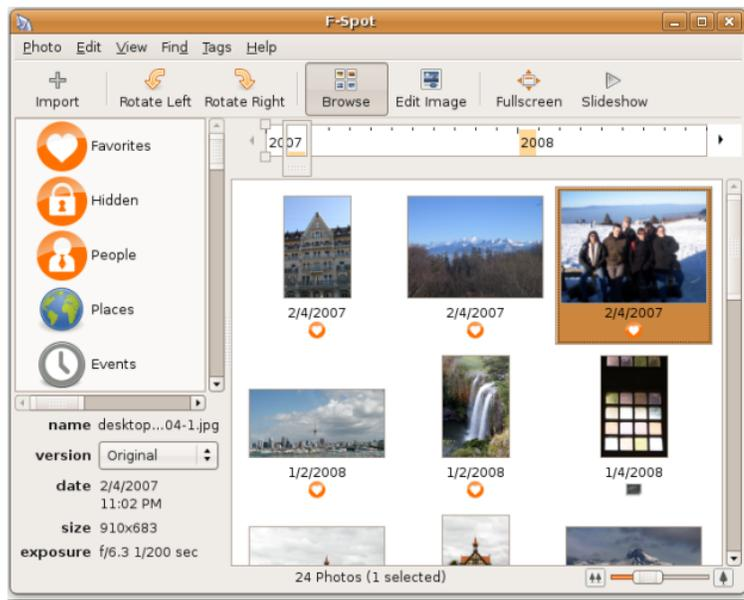 F-Spot
Photo Edit View Find Tags Help
Import Rotate Left Rotate Right Browse Edit Image Fullscreen Slideshow
2007 2008
Favorites
Hidden
People
Places
Events
2/4/2007 2/4/2007 2/4/2007
1/2/2008 1/2/2008 1/4/2008
name desktop...04-1.jpg
version Original
date 2/4/2007
11:02 PM
size 910x683
exposure f/6.3 1/200 sec
24 Photos (1 selected)